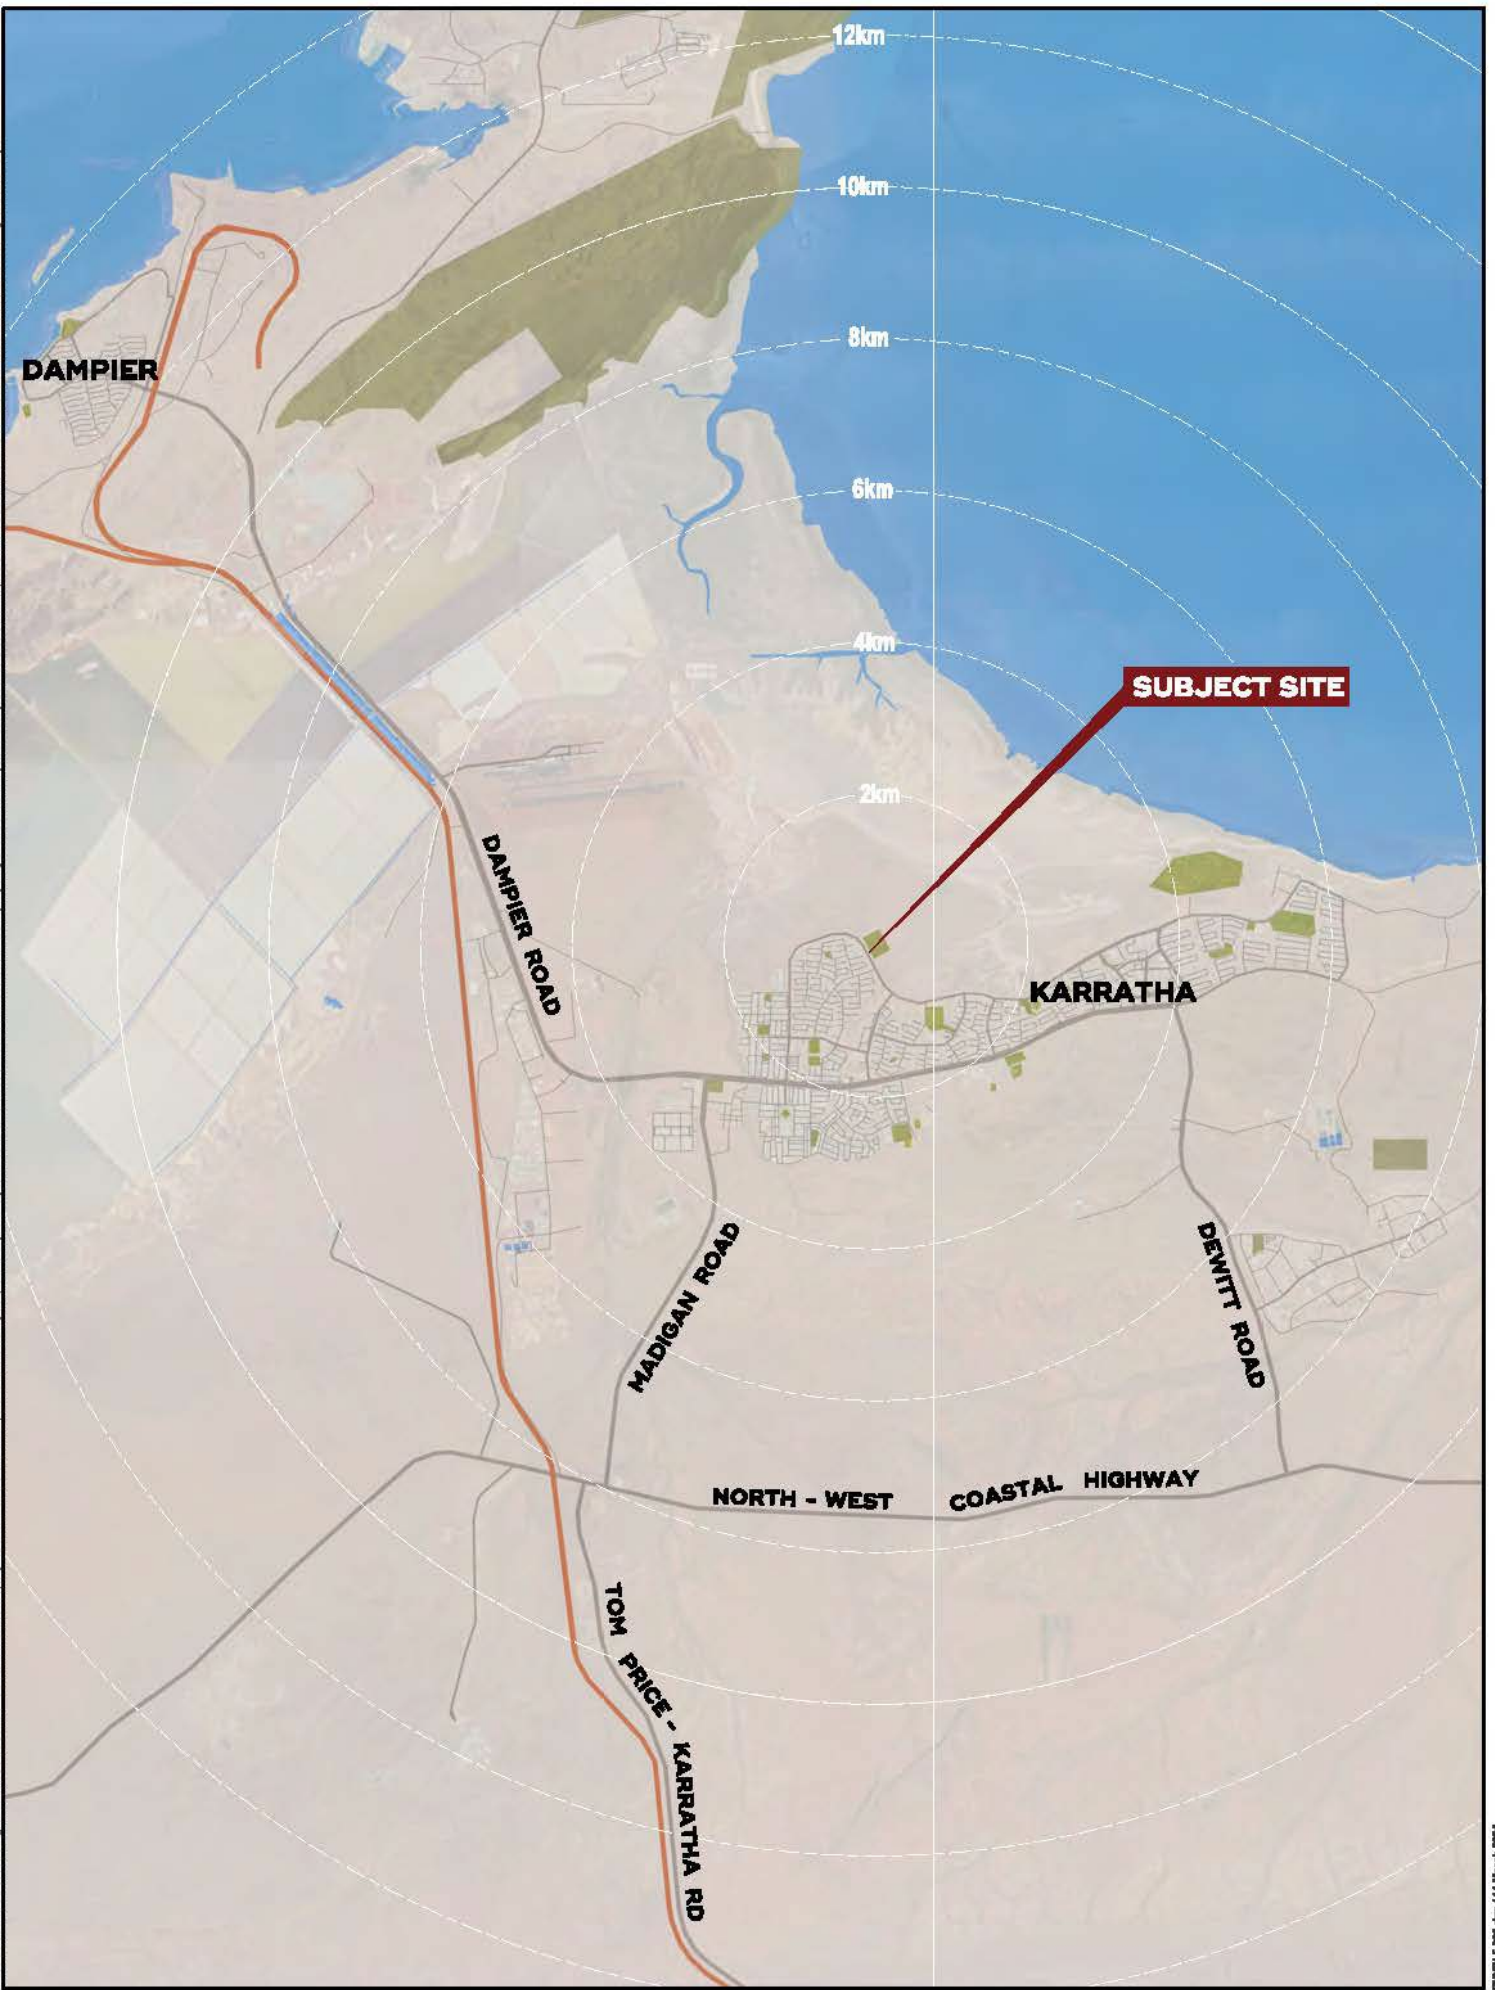 12km
10km
8km
DAMPIER
6km
4km
SUBJECT SITE
2km
DAMPIER ROAD
KARRATHA
MADIGAN ROAD
DEWITT ROAD
NORTH - WEST COASTAL HIGHWAY
TOM PRICE - KARRATHA RD